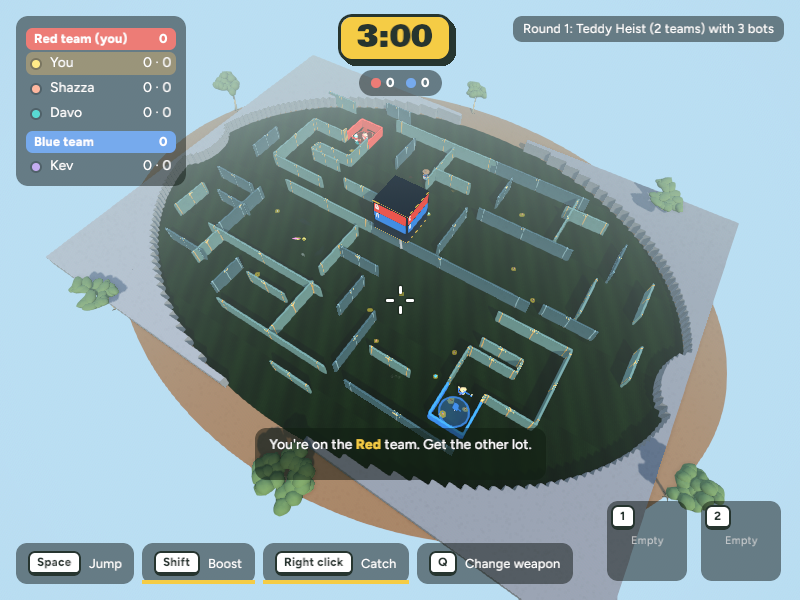 Red team (you) 0
You 0 · 0
Shazza 0 · 0
Davo 0 · 0
Blue team 0
Kev 0 · 0
3:00
0 0
Round 1: Teddy Heist (2 teams) with 3 bots
You're on the Red team. Get the other lot.
Space Jump
Shift Boost
Right click Catch
Q Change weapon
1 Empty
2 Empty